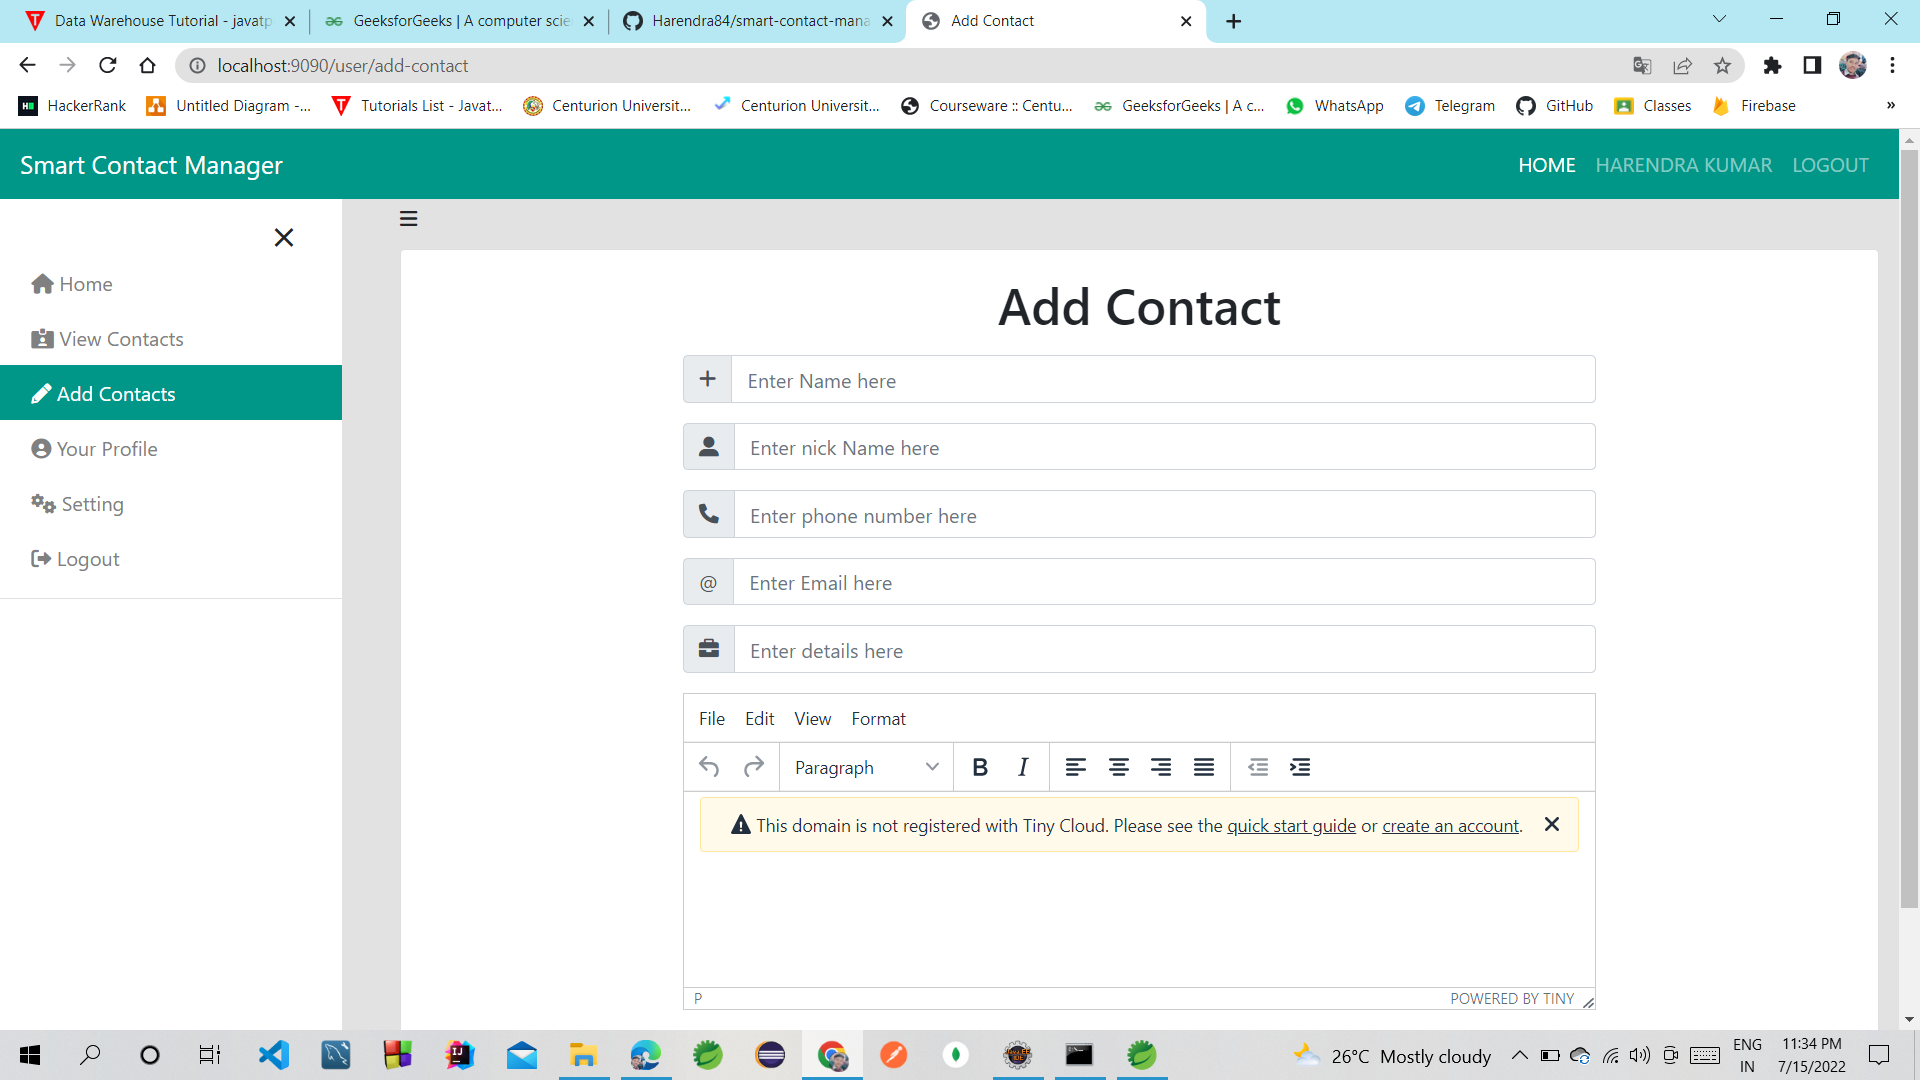 Data Warehouse Tutorial - javatp
GeeksforGeeks | A computer scie
Harendra84/smart-contact-mana
Add Contact
localhost:9090/user/add-contact
HackerRank
Untitled Diagram -...
Tutorials List - Javat...
Centurion Universit...
Centurion Universit...
Courseware :: Centu...
GeeksforGeeks | A c...
WhatsApp
Telegram
GitHub
Classes
Firebase
»
Smart Contact Manager
HOME
HARENDRA KUMAR
LOGOUT
Home
View Contacts
Add Contacts
Your Profile
Setting
Logout
Add Contact
Enter Name here
Enter nick Name here
Enter phone number here
@ Enter Email here
Enter details here
File Edit View Format
Paragraph B I
This domain is not registered with Tiny Cloud. Please see the quick start guide or create an account.
P
POWERED BY TINY
26°C Mostly cloudy
ENG
IN
11:34 PM
7/15/2022